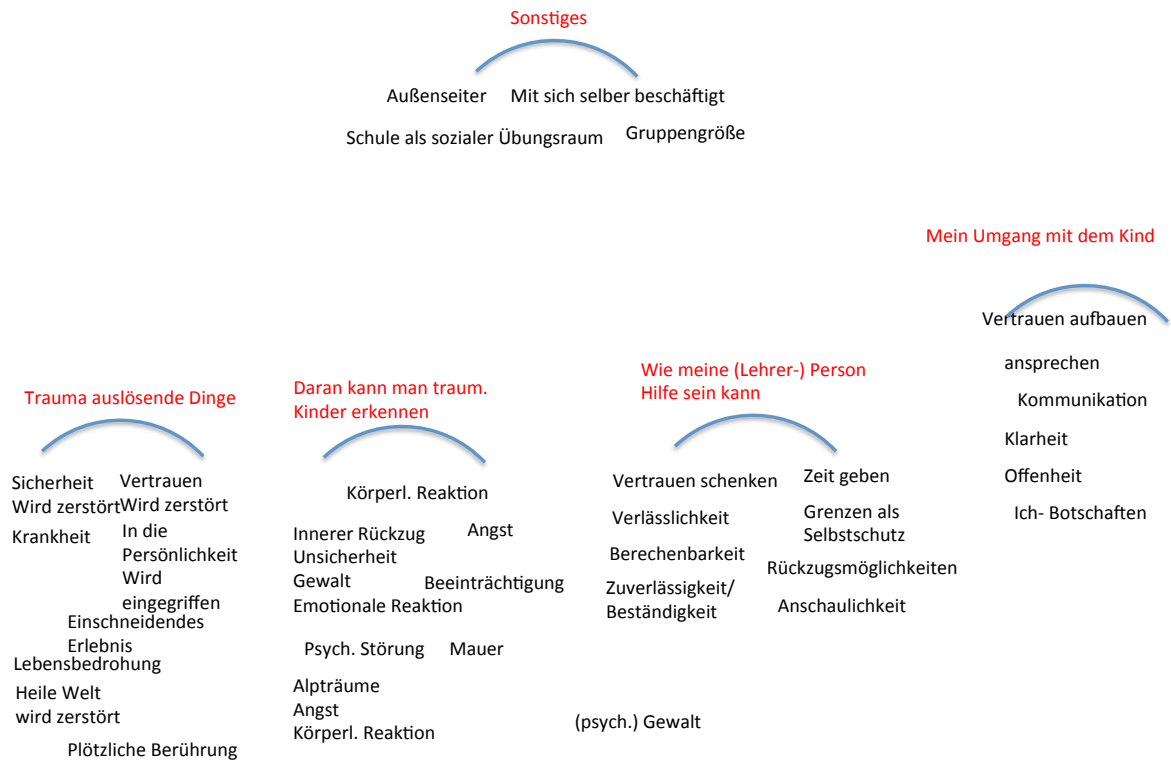 Sonstiges
Außenseiter
Mit sich selber beschäftigt
Schule als sozialer Übungsraum
Gruppengröße
Mein Umgang mit dem Kind
Vertrauen aufbauen
ansprechen
Kommunikation
Klarheit
Offenheit
Ich- Botschaften
Trauma auslösende Dinge
Sicherheit
Wird zerstört
Vertrauen
Wird zerstört
Krankheit
In die
Persönlichkeit
Wird
eingegriffen
Einschneidendes
Erlebnis
Lebensbedrohung
Heile Welt
wird zerstört
Plötzliche Berührung
Daran kann man traum.
Kinder erkennen
Körperl. Reaktion
Innerer Rückzug
Angst
Unsicherheit
Gewalt
Beeinträchtigung
Emotionale Reaktion
Psych. Störung
Mauer
Alpträume
Angst
Körperl. Reaktion
(psych.) Gewalt
Wie meine (Lehrer-) Person
Hilfe sein kann
Vertrauen schenken
Zeit geben
Verlässlichkeit
Grenzen als
Selbstschutz
Berechenbarkeit
Rückzugsmöglichkeiten
Zuverlässigkeit/
Beständigkeit
Anschaulichkeit